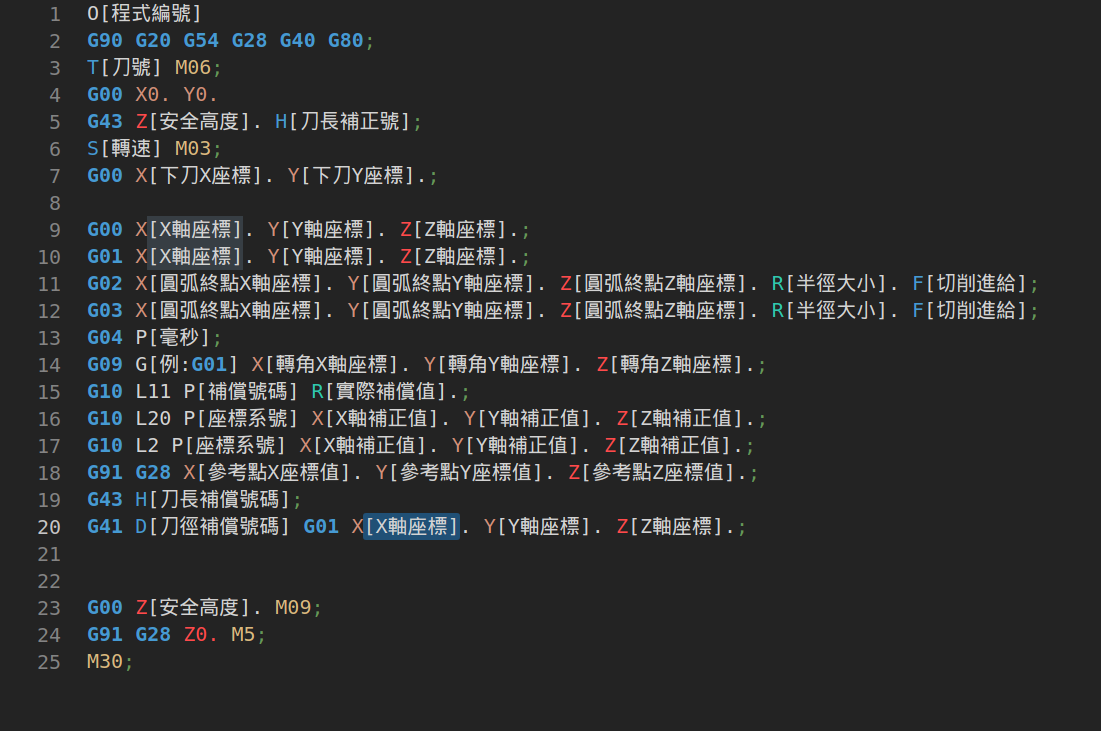 1 O[程式編號]
2 G90 G20 G54 G28 G40 G80;
3 T[刀號] M06;
4 G00 X0. Y0.
5 G43 Z[安全高度]. H[刀長補正號];
6 S[轉速] M03;
7 G00 X[下刀X座標]. Y[下刀Y座標].;
8
9 G00 X[X軸座標]. Y[Y軸座標]. Z[Z軸座標].;
10 G01 X[X軸座標]. Y[Y軸座標]. Z[Z軸座標].;
11 G02 X[圓弧終點X軸座標]. Y[圓弧終點Y軸座標]. Z[圓弧終點Z軸座標]. R[半徑大小]. F[切削進給];
12 G03 X[圓弧終點X軸座標]. Y[圓弧終點Y軸座標]. Z[圓弧終點Z軸座標]. R[半徑大小]. F[切削進給];
13 G04 P[毫秒];
14 G09 G[例:G01] X[轉角X軸座標]. Y[轉角Y軸座標]. Z[轉角Z軸座標].;
15 G10 L11 P[補償號碼] R[實際補償值].;
16 G10 L20 P[座標系號] X[X軸補正值]. Y[Y軸補正值]. Z[Z軸補正值].;
17 G10 L2 P[座標系號] X[X軸補正值]. Y[Y軸補正值]. Z[Z軸補正值].;
18 G91 G28 X[參考點X座標值]. Y[參考點Y座標值]. Z[參考點Z座標值].;
19 G43 H[刀長補償號碼];
20 G41 D[刀徑補償號碼] G01 X[X軸座標]. Y[Y軸座標]. Z[Z軸座標].;
21
22
23 G00 Z[安全高度]. M09;
24 G91 G28 Z0. M5;
25 M30;